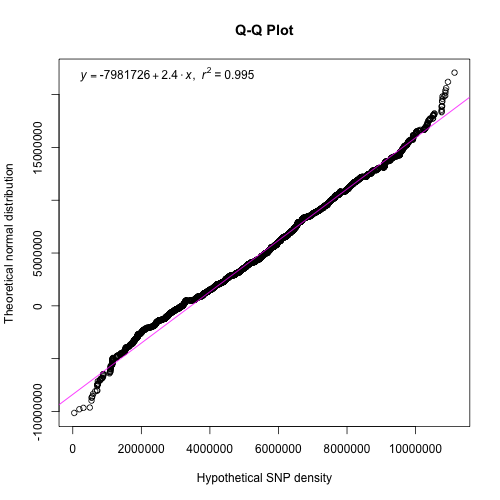 Q-Q Plot
y = -7981726 + 2.4 · x, r² = 0.995
Theoretical normal distribution
15000000
5000000
0
-10000000
0 2000000 4000000 6000000 8000000 10000000
Hypothetical SNP density